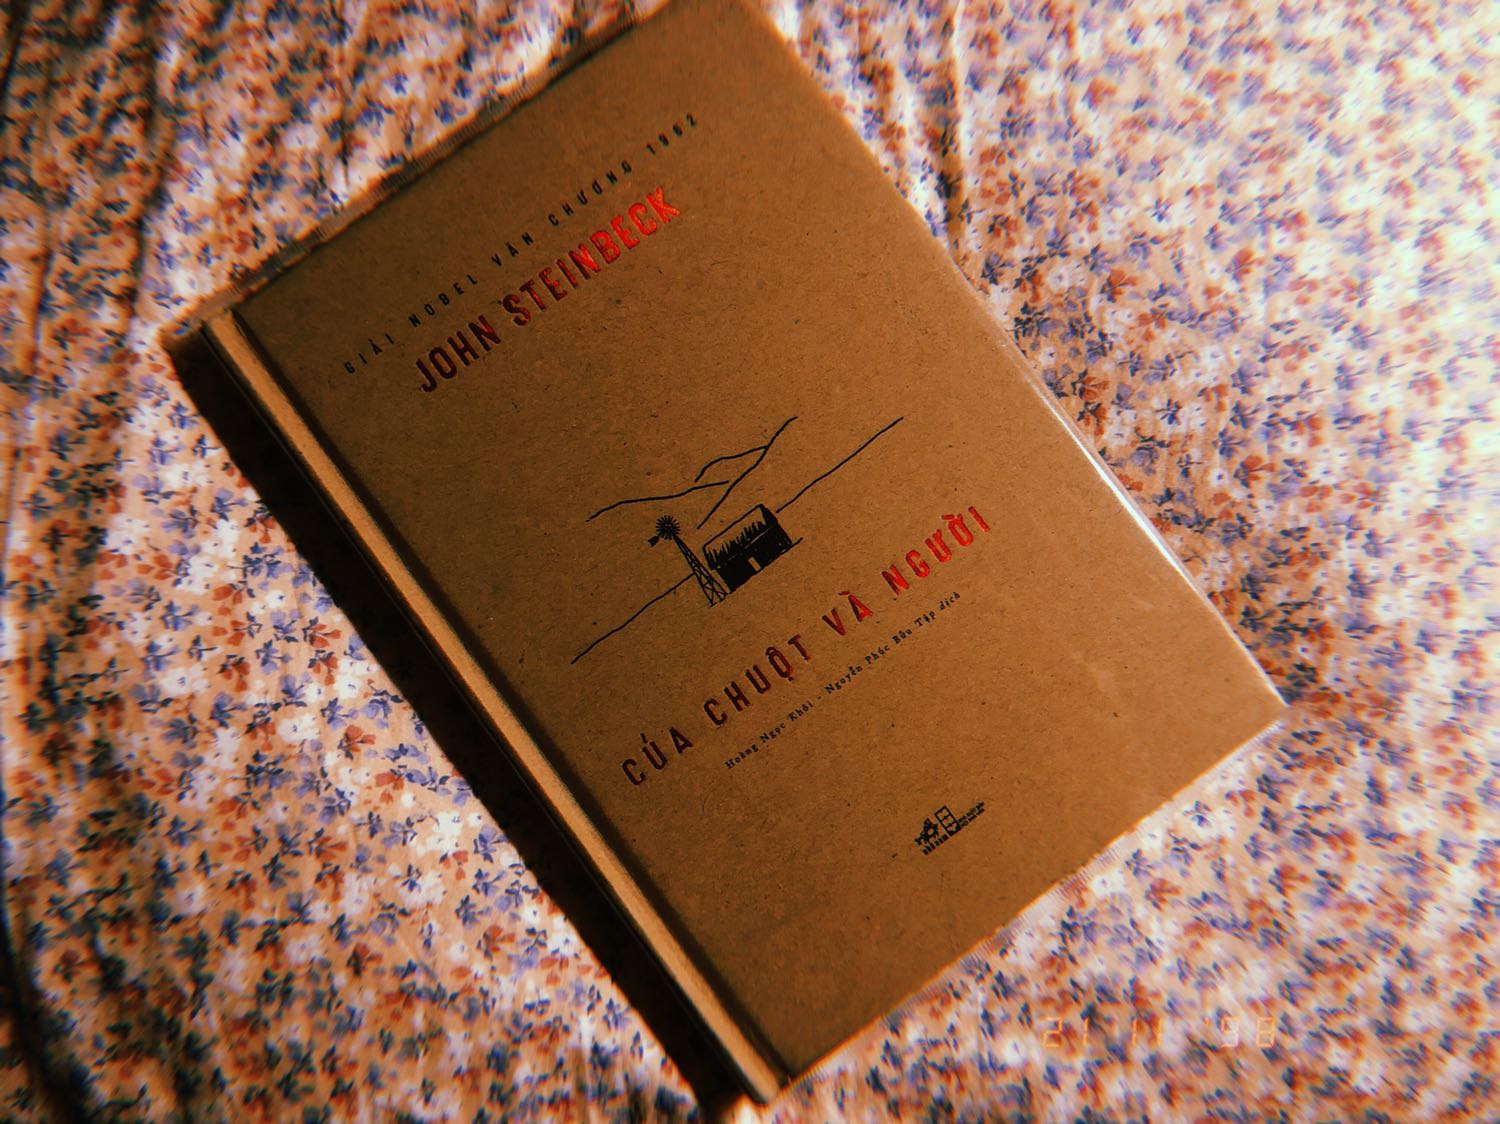 GIẢI NOBEL VĂN CHƯƠNG 1962
JOHN STEINBECK
CỦA CHUỘT VÀ NGƯỜI
Hoàng Ngọc Khôi - Nguyễn Phúc Bửu Tập dịch
21 11 '98